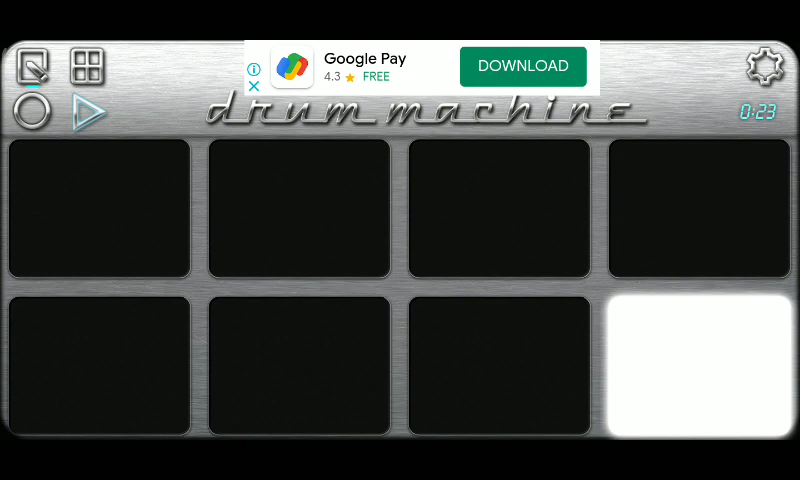 Google Pay
4.3 ★ FREE
DOWNLOAD
drum machine
0:23